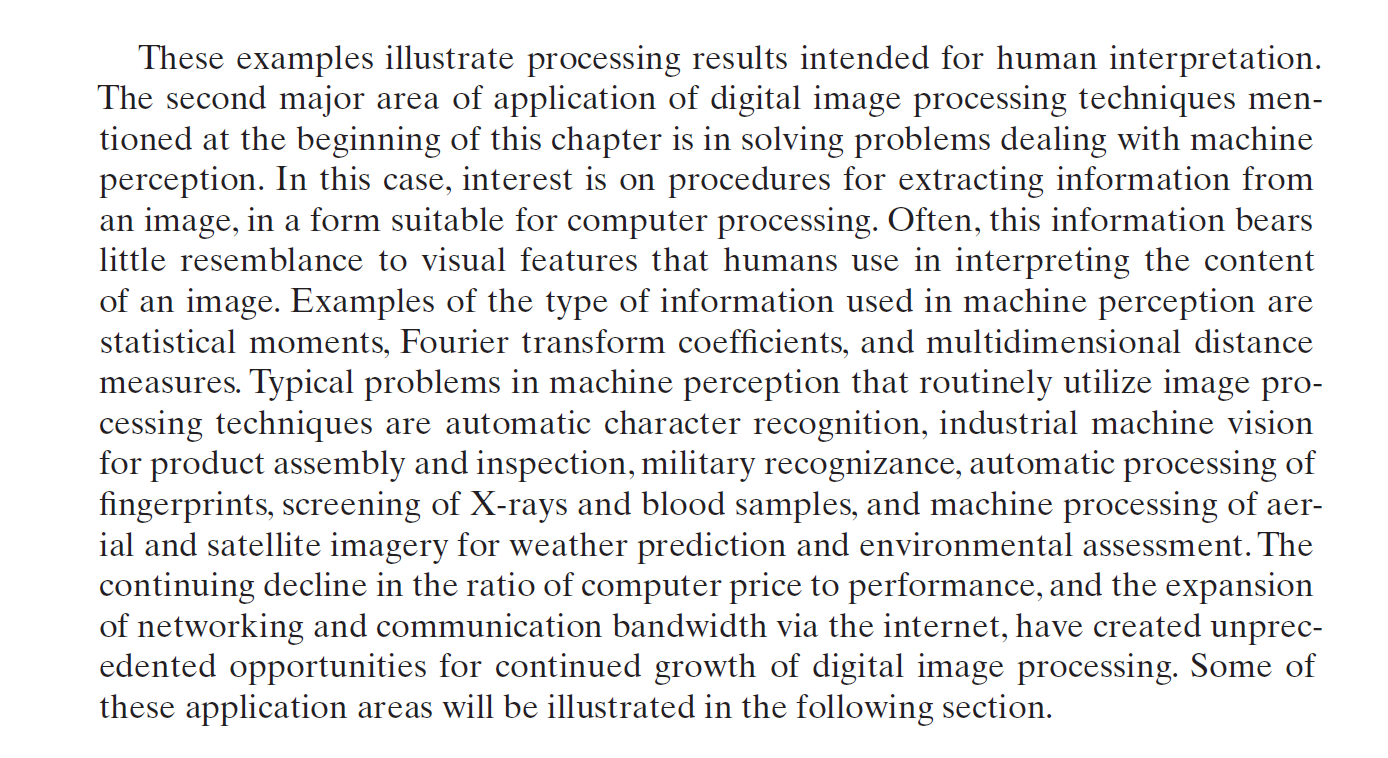 These examples illustrate processing results intended for human interpretation.
The second major area of application of digital image processing techniques men-
tioned at the beginning of this chapter is in solving problems dealing with machine
perception. In this case, interest is on procedures for extracting information from
an image, in a form suitable for computer processing. Often, this information bears
little resemblance to visual features that humans use in interpreting the content
of an image. Examples of the type of information used in machine perception are
statistical moments, Fourier transform coefficients, and multidimensional distance
measures. Typical problems in machine perception that routinely utilize image pro-
cessing techniques are automatic character recognition, industrial machine vision
for product assembly and inspection, military recognizance, automatic processing of
fingerprints, screening of X-rays and blood samples, and machine processing of aer-
ial and satellite imagery for weather prediction and environmental assessment. The
continuing decline in the ratio of computer price to performance, and the expansion
of networking and communication bandwidth via the internet, have created unprec-
edented opportunities for continued growth of digital image processing. Some of
these application areas will be illustrated in the following section.